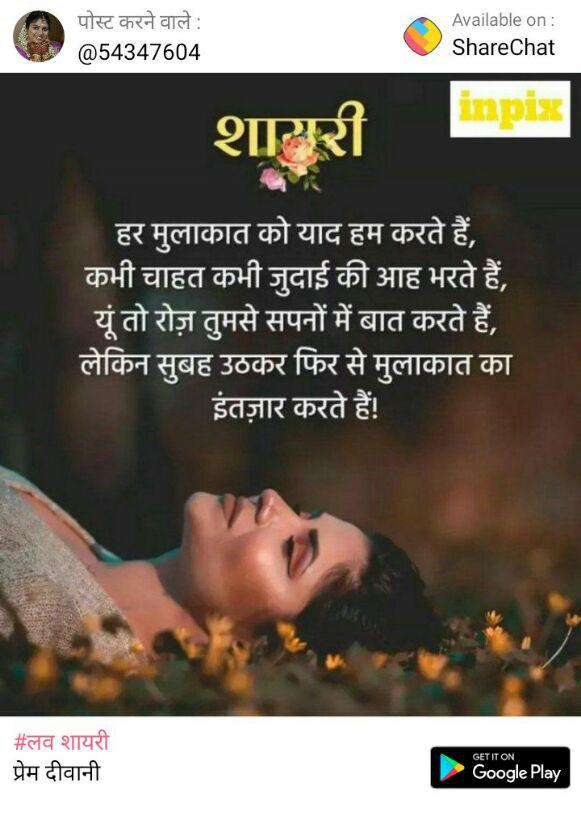 पोस्ट करने वाले :
@54347604
Available on :
ShareChat
inpix
शायरी
हर मुलाकात को याद हम करते हैं,
कभी चाहत कभी जुदाई की आह भरते हैं,
यूं तो रोज़ तुमसे सपनों में बात करते हैं,
लेकिन सुबह उठकर फिर से मुलाकात का
इंतज़ार करते हैं!
#लव शायरी
प्रेम दीवानी
GET IT ON
Google Play